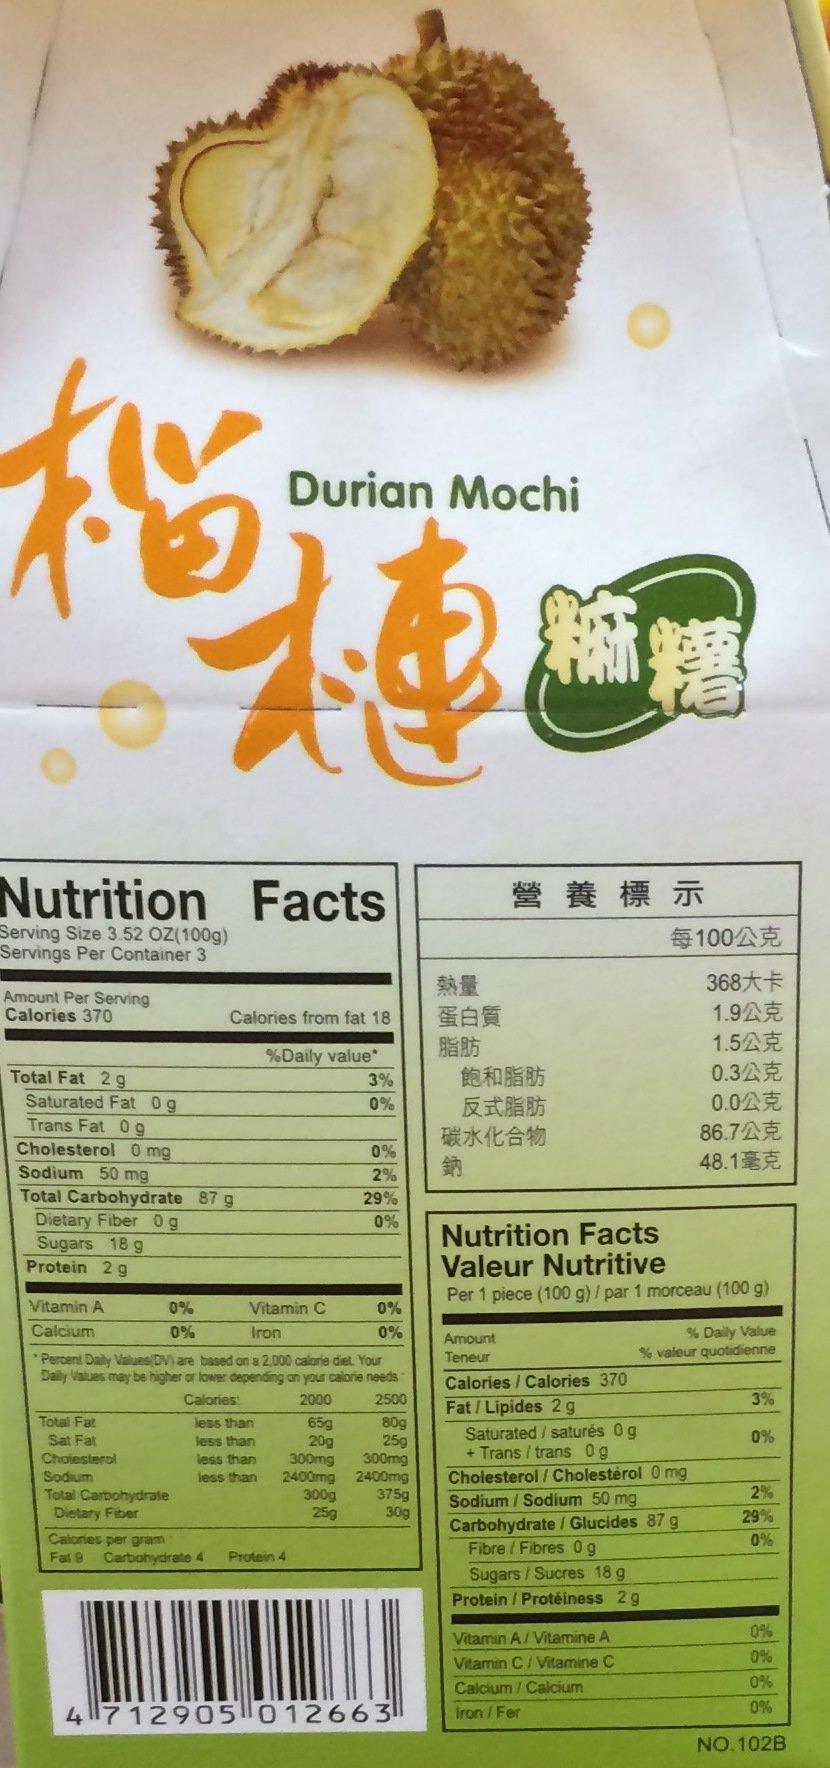 榴槤
Durian Mochi
糜糬
Nutrition Facts
Serving Size 3.52 OZ(100g)
Servings Per Container 3
Amount Per Serving
Calories 370 Calories from fat 18
%Daily value*
Total Fat 2 g 3%
Saturated Fat 0 g 0%
Trans Fat 0 g
Cholesterol 0 mg 0%
Sodium 50 mg 2%
Total Carbohydrate 87 g 29%
Dietary Fiber 0 g 0%
Sugars 18 g
Protein 2 g
Vitamin A 0% Vitamin C 0%
Calcium 0% Iron 0%
* Percent Daily Values(DV) are based on a 2,000 calorie diet. Your
Daily Values may be higher or lower depending on your calorie needs :
Calories: 2000 2500
Total Fat less than 65g 80g
Sat Fat less than 20g 25g
Cholesterol less than 300mg 300mg
Sodium less than 2400mg 2400mg
Total Carbohydrate 300g 375g
Dietary Fiber 25g 30g
Calories per gram :
Fat 9 Carbohydrate 4 Protein 4
4 712905 012663
營養標示
每100公克
熱量 368大卡
蛋白質 1.9公克
脂肪 1.5公克
飽和脂肪 0.3公克
反式脂肪 0.0公克
碳水化合物 86.7公克
鈉 48.1毫克
Nutrition Facts
Valeur Nutritive
Per 1 piece (100 g) / par 1 morceau (100 g)
Amount % Daily Value
Teneur % valeur quotidienne
Calories / Calories 370
Fat / Lipides 2 g 3%
Saturated / saturés 0 g 0%
+ Trans / trans 0 g
Cholesterol / Cholestérol 0 mg
Sodium / Sodium 50 mg 2%
Carbohydrate / Glucides 87 g 29%
Fibre / Fibres 0 g 0%
Sugars / Sucres 18 g
Protein / Protéiness 2 g
Vitamin A / Vitamine A 0%
Vitamin C / Vitamine C 0%
Calcium / Calcium 0%
Iron / Fer 0%
NO.102B